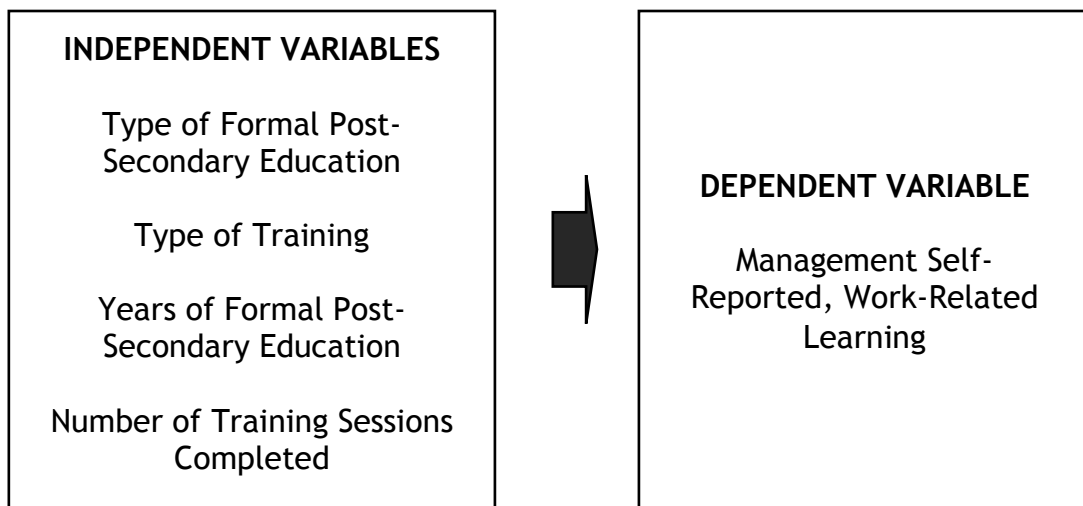 INDEPENDENT VARIABLES
Type of Formal Post-
Secondary Education
Type of Training
Years of Formal Post-
Secondary Education
Number of Training Sessions
Completed
DEPENDENT VARIABLE
Management Self-
Reported, Work-Related
Learning